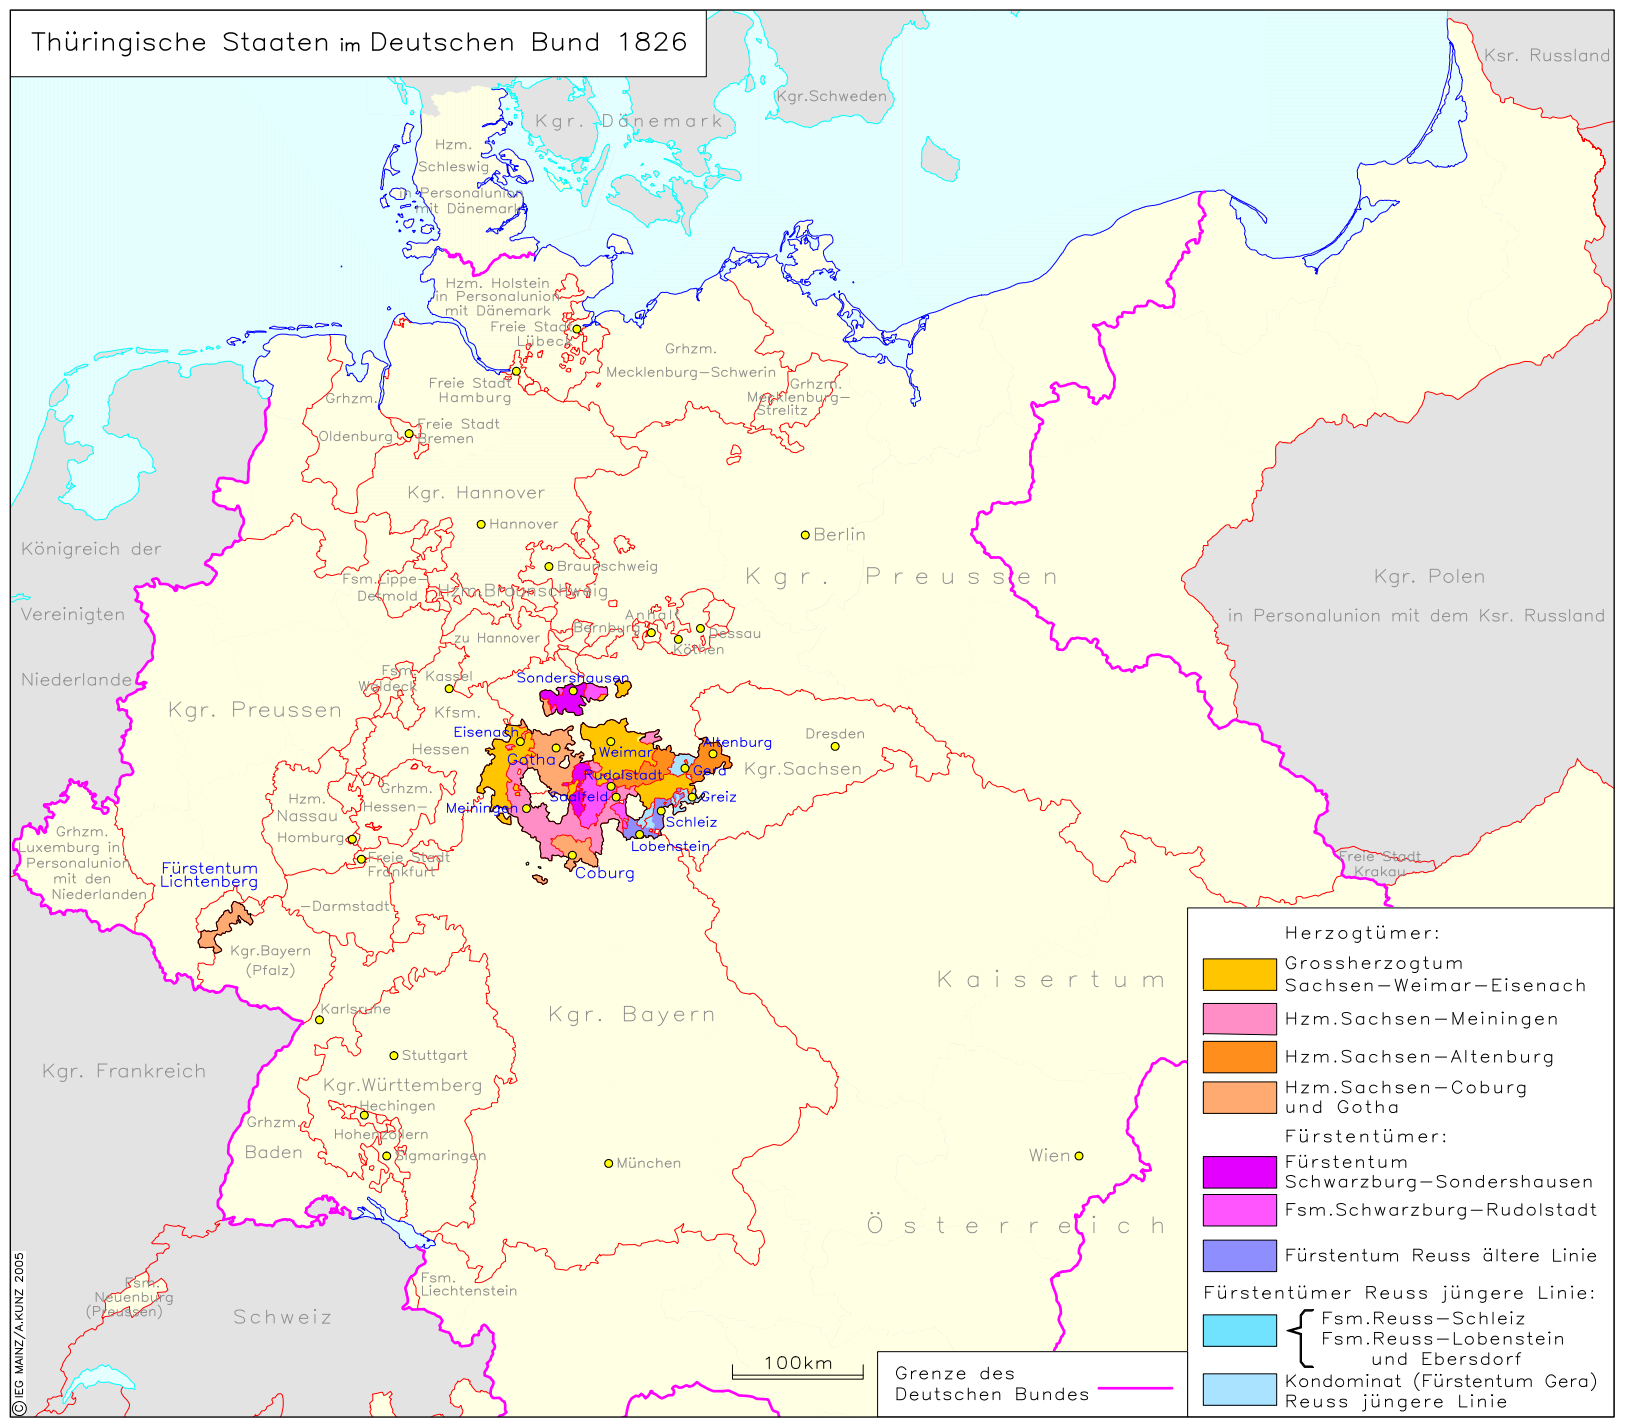 Thüringische Staaten im Deutschen Bund 1826
Ksr. Russland
Kgr.Schweden
Kgr. Dänemark
Hzm.
Schleswig
in Personalunion
mit Dänemark
Hzm. Holstein
in Personalunion
mit Dänemark
Freie Stadt
Lübeck
Grhzm.
Mecklenburg-Schwerin
Grhzm.
Mecklenburg-
Strelitz
Freie Stadt
Hamburg
Grhzm.
Oldenburg
Freie Stadt
Bremen
Kgr. Hannover
Hannover
Berlin
Königreich der
Vereinigten
Niederlande
Braunschweig
Kgr. Preussen
Kgr. Polen
in Personalunion mit dem Ksr. Russland
Fsm.Lippe-
Detmold
Hzm.Braunschweig
Anhalt
Bernburg
Dessau
Köthen
zu Hannover
Fsm.
Waldeck
Kassel
Sondershausen
Kgr. Preussen
Kfsm.
Hessen
Eisenach
Gotha
Weimar
Altenburg
Dresden
Gera
Kgr.Sachsen
Rudolstadt
Saalfeld
Greiz
Meiningen
Schleiz
Lobenstein
Coburg
Grhzm.
Hessen-
Hzm.
Nassau
Homburg
Freie Stadt
Frankfurt
Grhzm.
Luxemburg in
Personalunion
mit den
Niederlanden
Fürstentum
Lichtenberg
-Darmstadt
Freie Stadt
Krakau
Kgr.Bayern
(Pfalz)
Kaisertum
Karlsruhe
Kgr. Bayern
Kgr. Frankreich
Stuttgart
Kgr.Württemberg
Hechingen
Grhzm.
Baden
Hohenzollern
Sigmaringen
München
Wien
Österreich
Fsm.
Liechtenstein
Fsm.
Neuenburg
(Preussen)
Schweiz
100km
Grenze des
Deutschen Bundes
Herzogtümer:
Grossherzogtum
Sachsen-Weimar-Eisenach
Hzm.Sachsen-Meiningen
Hzm.Sachsen-Altenburg
Hzm.Sachsen-Coburg
und Gotha
Fürstentümer:
Fürstentum
Schwarzburg-Sondershausen
Fsm.Schwarzburg-Rudolstadt
Fürstentum Reuss ältere Linie
Fürstentümer Reuss jüngere Linie:
Fsm.Reuss-Schleiz
Fsm.Reuss-Lobenstein
und Ebersdorf
Kondominat (Fürstentum Gera)
Reuss jüngere Linie
© IEG MAINZ/A.KUNZ 2005